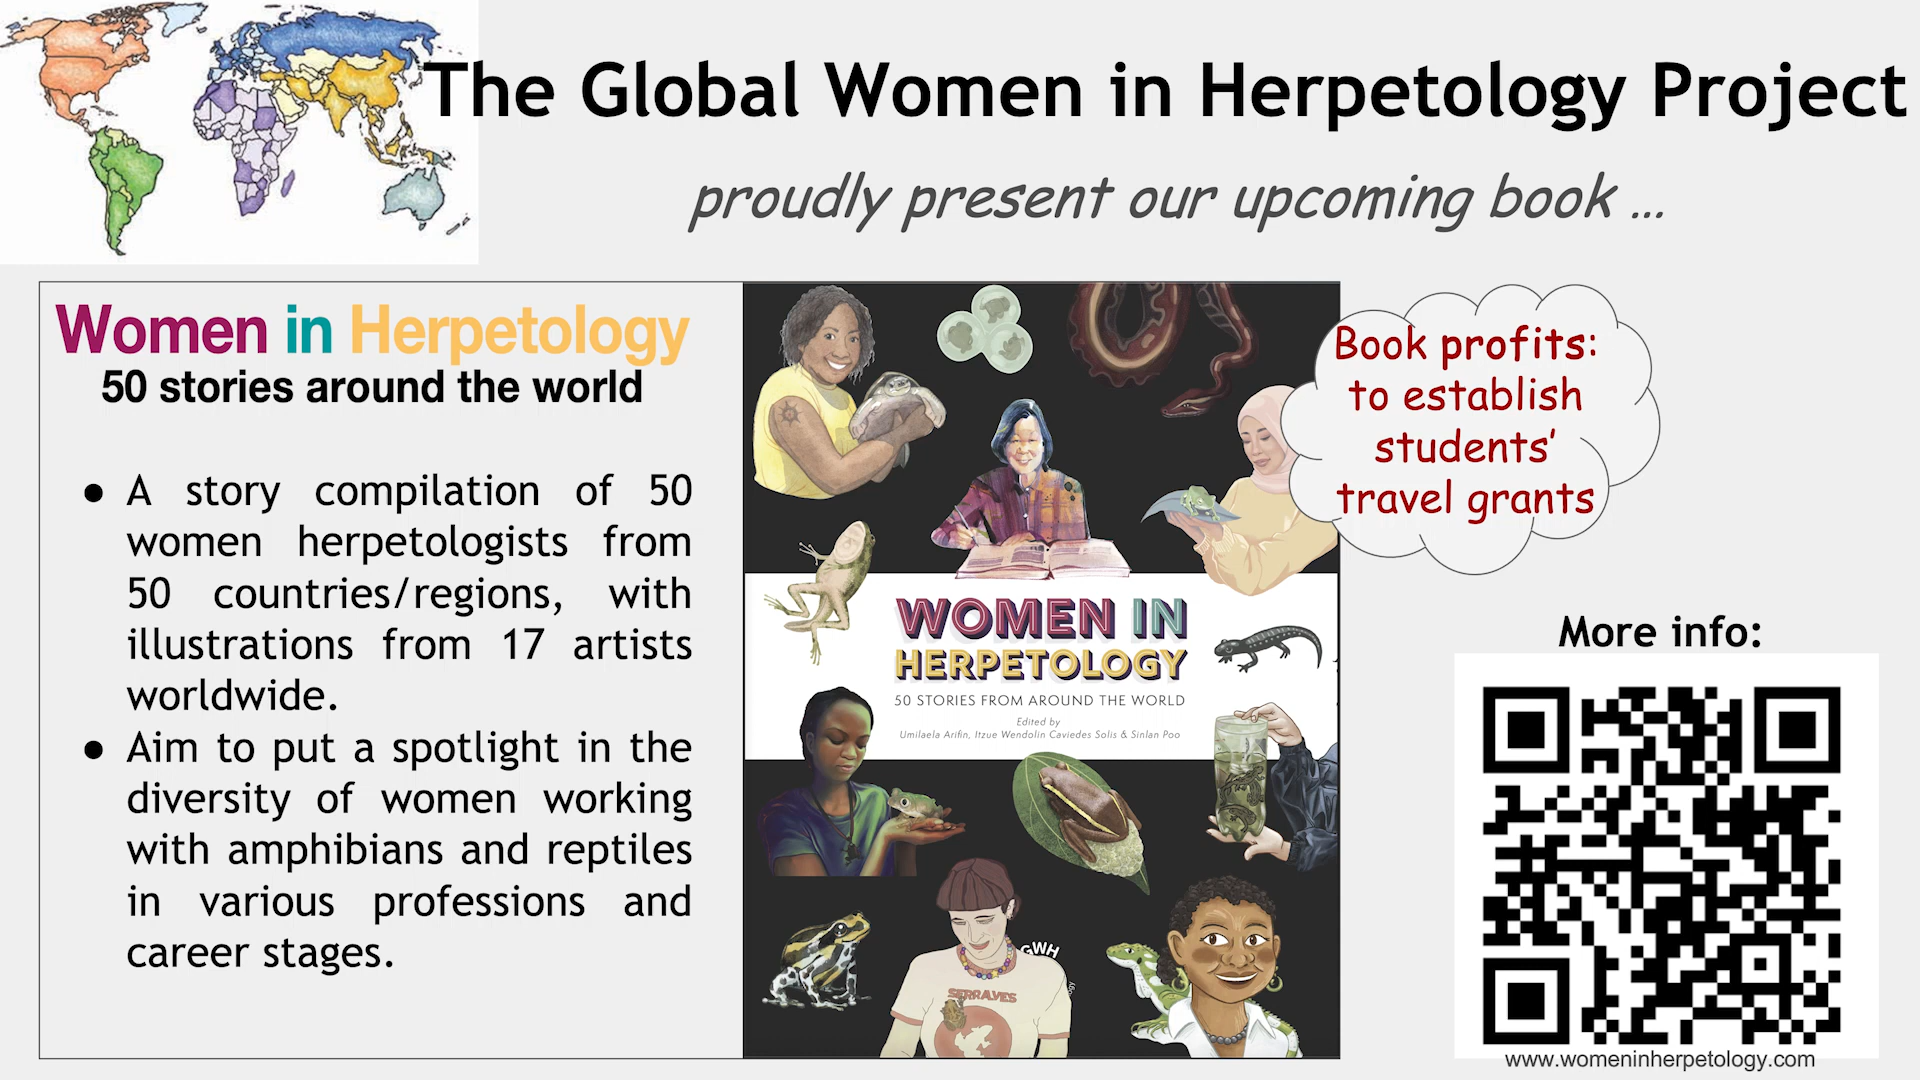 The Global Women in Herpetology Project
proudly present our upcoming book ...
Women in Herpetology
50 stories around the world
● A story compilation of 50
women herpetologists from
50 countries/regions, with
illustrations from 17 artists
worldwide.
● Aim to put a spotlight in the
diversity of women working
with amphibians and reptiles
in various professions and
career stages.
WOMEN IN
HERPETOLOGY
50 STORIES FROM AROUND THE WORLD
Edited by
Umilaela Arifin, Itzue Wendolin Caviedes Solis & Sinlan Poo
GWH
SERRAYES
Book profits:
to establish
students’
travel grants
More info:
www.womeninherpetology.com